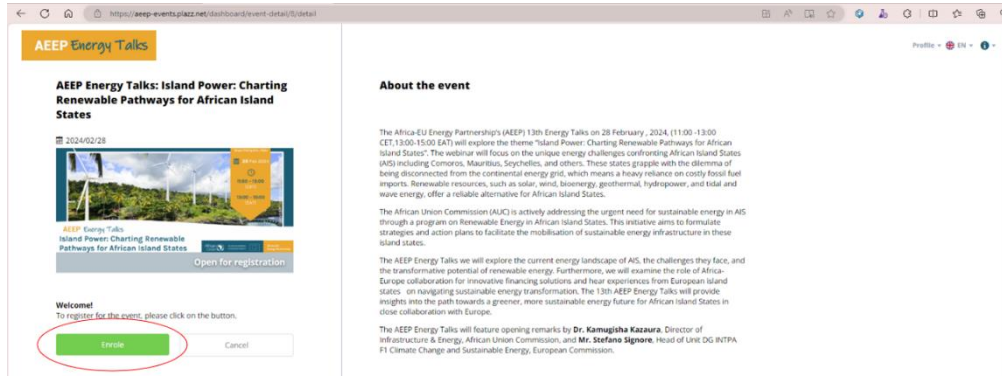 https://aeep-events.plazz.net/dashboard/event-detail/8/detail
AEEP Energy Talks
Profile
EN
AEEP Energy Talks: Island Power: Charting
Renewable Pathways for African Island
States
2024/02/28
AEEP Energy Talks
Island Power: Charting Renewable
Pathways for African Island States
Open for registration
Welcome!
To register for the event, please click on the button.
Enrole
Cancel
About the event
The Africa-EU Energy Partnership's (AEEP) 13th Energy Talks on 28 February , 2024, (11:00 -13:00
CET,13:00-15:00 EAT) will explore the theme "Island Power: Charting Renewable Pathways for African
Island States". The webinar will focus on the unique energy challenges confronting African Island States
(AIS) including Comoros, Mauritius, Seychelles, and others. These states grapple with the dilemma of
being disconnected from the continental energy grid, which means a heavy reliance on costly fossil fuel
imports. Renewable resources, such as solar, wind, bioenergy, geothermal, hydropower, and tidal and
wave energy, offer a reliable alternative for African Island States.
The African Union Commission (AUC) is actively addressing the urgent need for sustainable energy in AIS
through a program on Renewable Energy in African Island States. This initiative aims to formulate
strategies and action plans to facilitate the mobilisation of sustainable energy infrastructure in these
island states.
The AEEP Energy Talks we will explore the current energy landscape of AIS, the challenges they face, and
the transformative potential of renewable energy. Furthermore, we will examine the role of Africa-
Europe collaboration for innovative financing solutions and hear experiences from European island
states on navigating sustainable energy transformation. The 13th AEEP Energy Talks will provide
insights into the path towards a greener, more sustainable energy future for African Island States in
close collaboration with Europe.
The AEEP Energy Talks will feature opening remarks by Dr. Kamugisha Kazaura, Director of
Infrastructure & Energy, African Union Commission, and Mr. Stefano Signore, Head of Unit DG INTPA
F1 Climate Change and Sustainable Energy, European Commission.